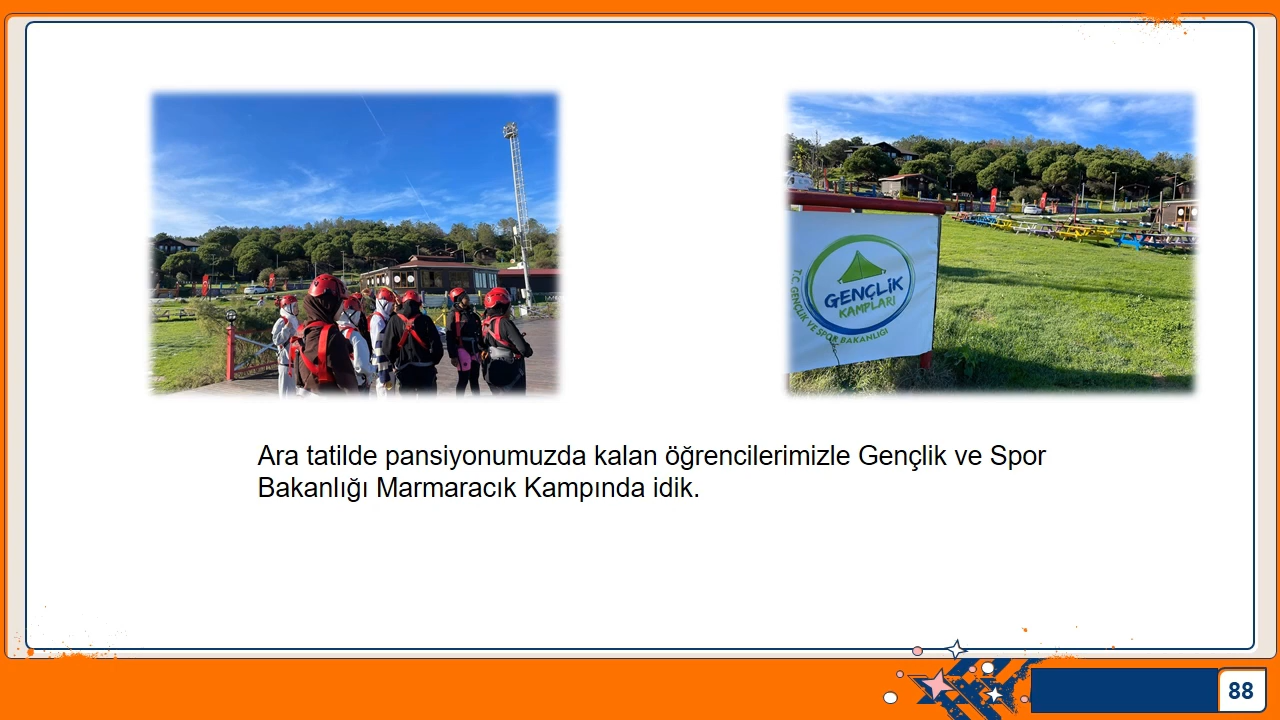 GENÇLİK
KAMPLARI
T.C. GENÇLİK VE SPOR BAKANLIĞI
Ara tatilde pansiyonumuzda kalan öğrencilerimizle Gençlik ve Spor
Bakanlığı Marmaracık Kampında idik.
88